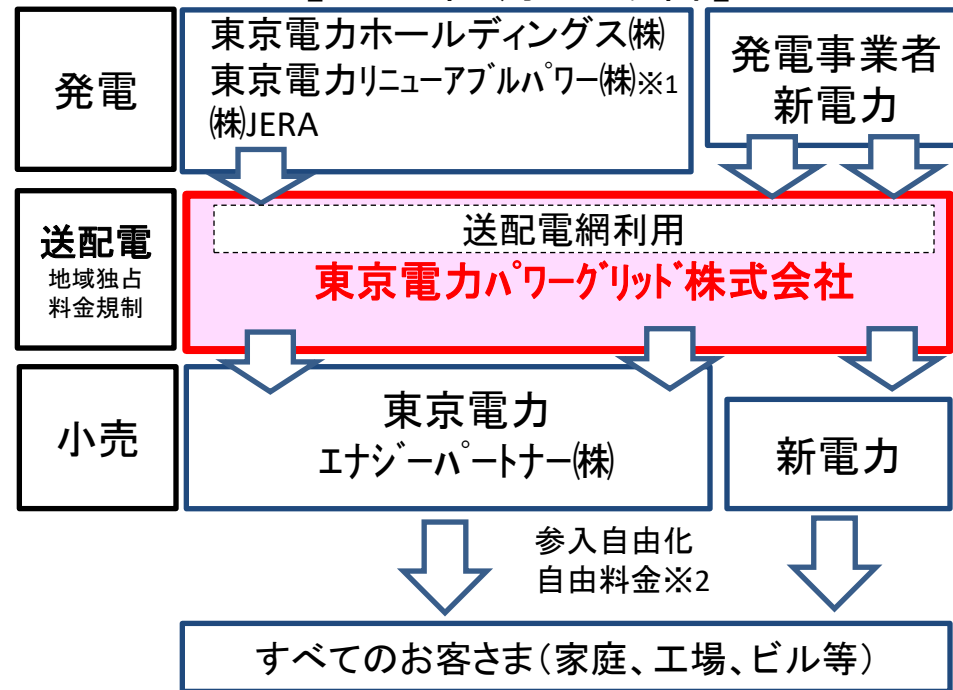 発電
東京電力ホールディングス㈱
東京電力リニューアブルパワー㈱※1
㈱JERA
発電事業者
新電力
送配電
地域独占
料金規制
送配電網利用
東京電力パワーグリッド株式会社
小売
東京電力
エナジーパートナー㈱
新電力
参入自由化
自由料金※2
すべてのお客さま(家庭、工場、ビル等)